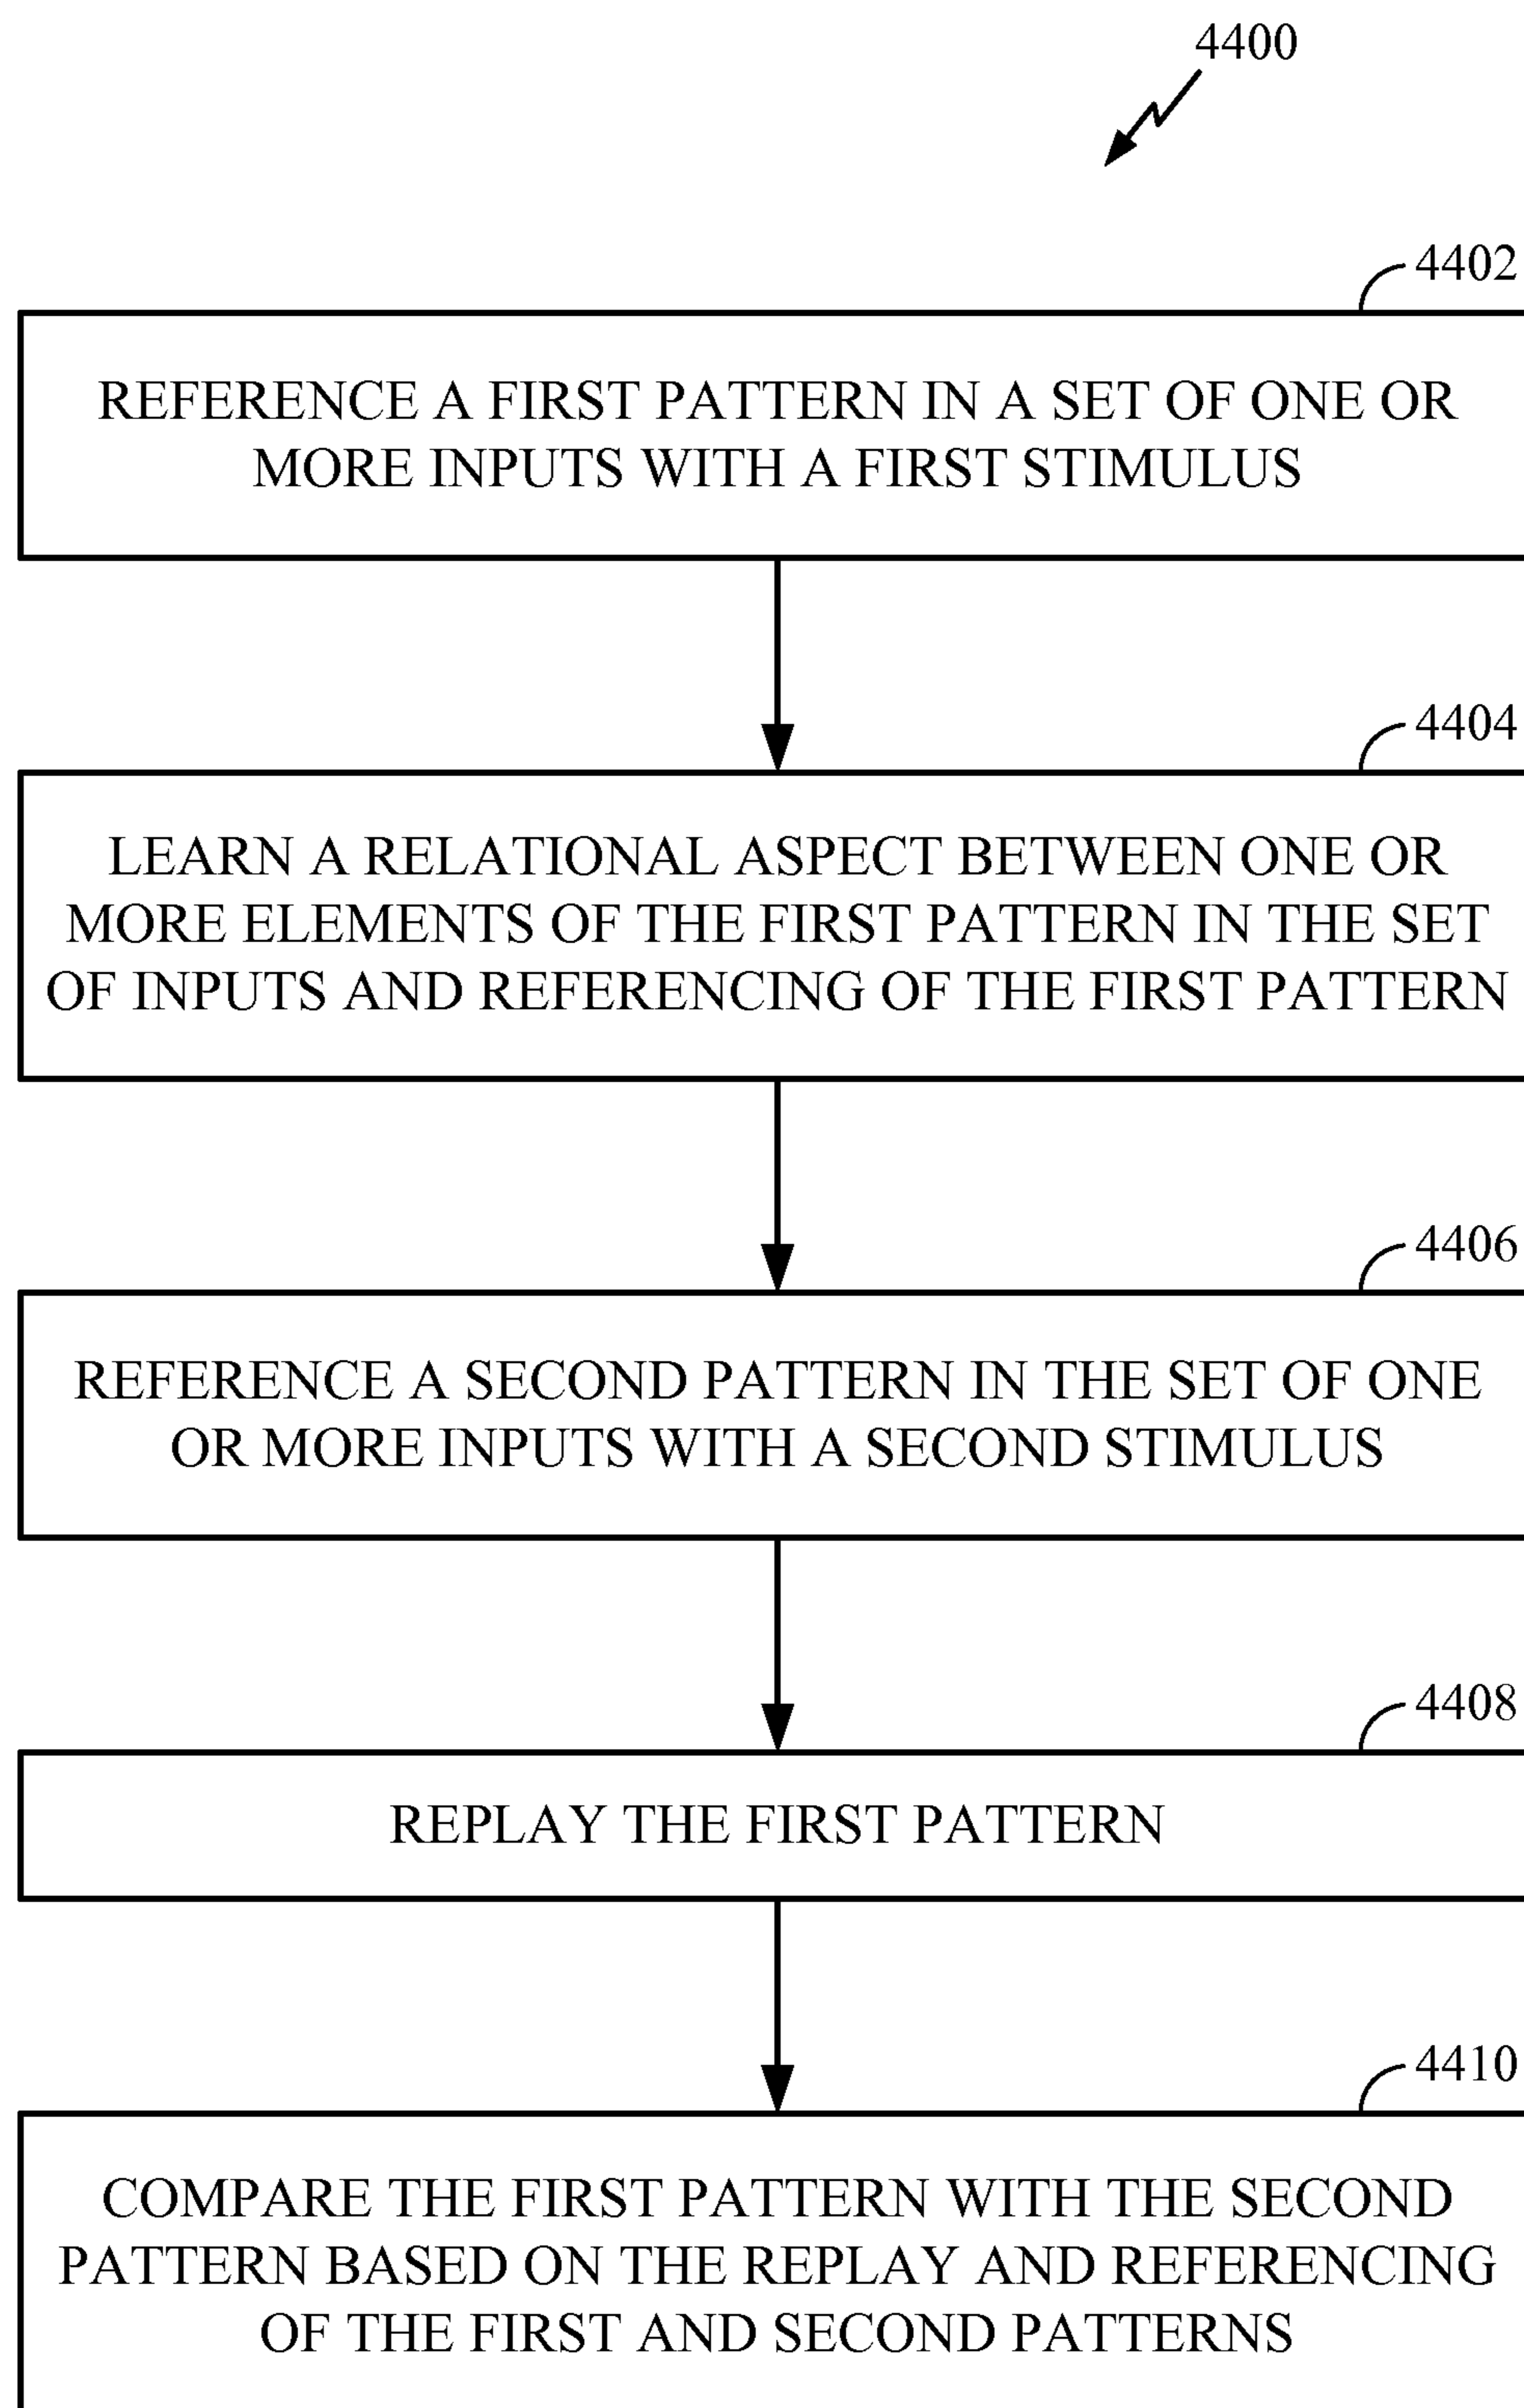 4400
4402
REFERENCE A FIRST PATTERN IN A SET OF ONE OR
MORE INPUTS WITH A FIRST STIMULUS
4404
LEARN A RELATIONAL ASPECT BETWEEN ONE OR
MORE ELEMENTS OF THE FIRST PATTERN IN THE SET
OF INPUTS AND REFERENCING OF THE FIRST PATTERN
4406
REFERENCE A SECOND PATTERN IN THE SET OF ONE
OR MORE INPUTS WITH A SECOND STIMULUS
4408
REPLAY THE FIRST PATTERN
4410
COMPARE THE FIRST PATTERN WITH THE SECOND
PATTERN BASED ON THE REPLAY AND REFERENCING
OF THE FIRST AND SECOND PATTERNS